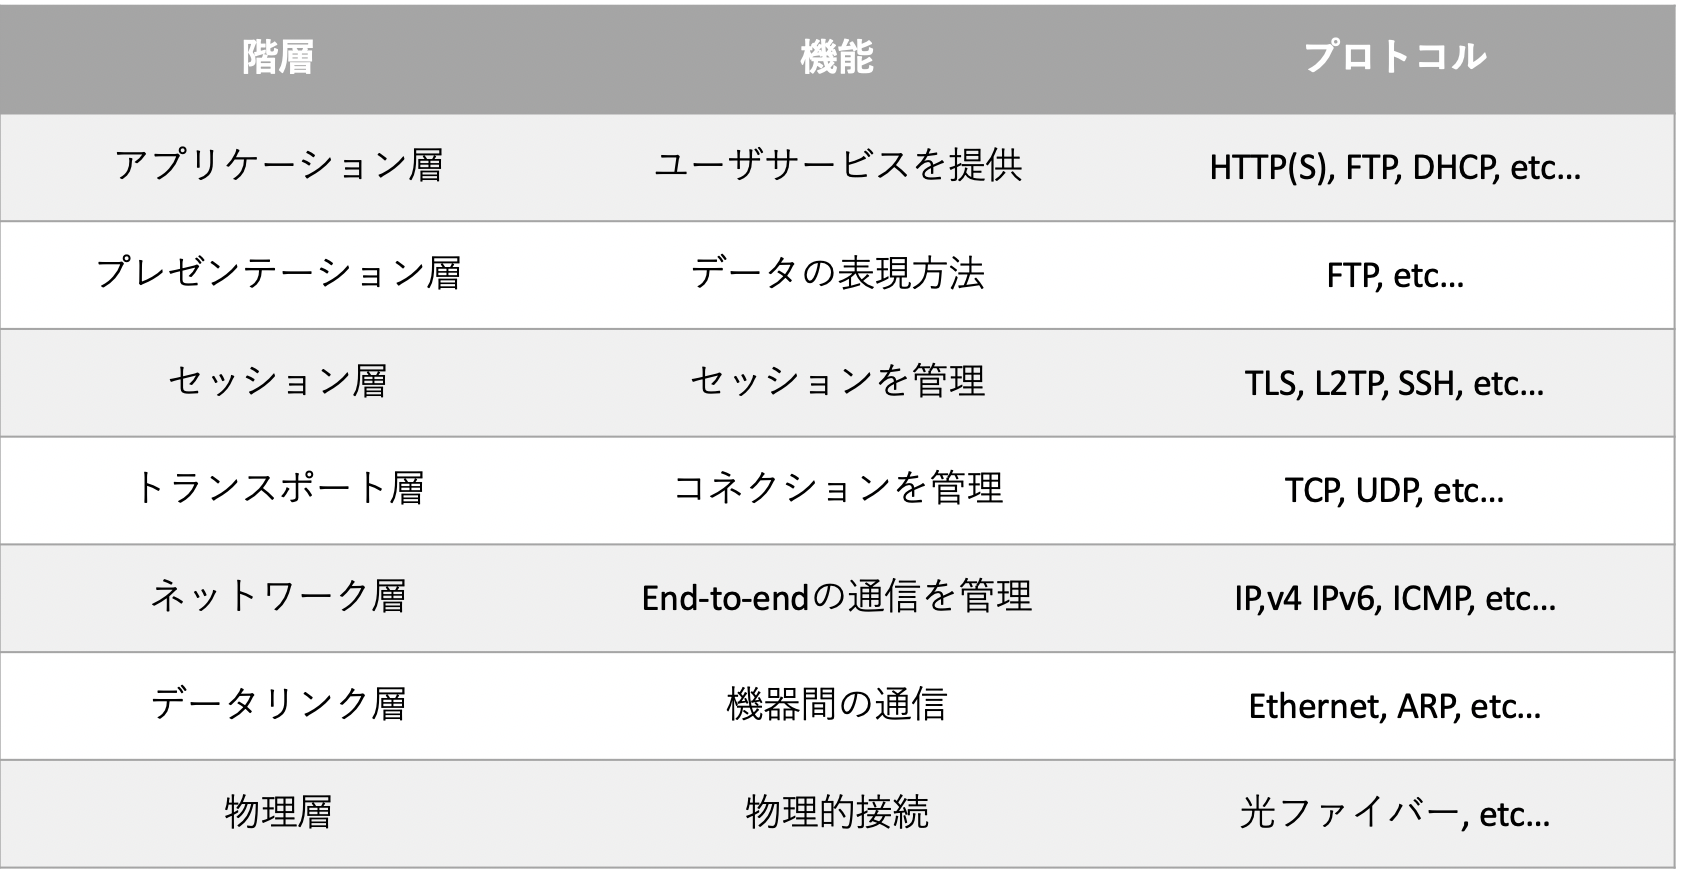 階層 機能 プロトコル
アプリケーション層 ユーザサービスを提供 HTTP(S), FTP, DHCP, etc...
プレゼンテーション層 データの表現方法 FTP, etc...
セッション層 セッションを管理 TLS, L2TP, SSH, etc...
トランスポート層 コネクションを管理 TCP, UDP, etc...
ネットワーク層 End-to-endの通信を管理 IP,v4 IPv6, ICMP, etc...
データリンク層 機器間の通信 Ethernet, ARP, etc...
物理層 物理的接続 光ファイバー, etc...